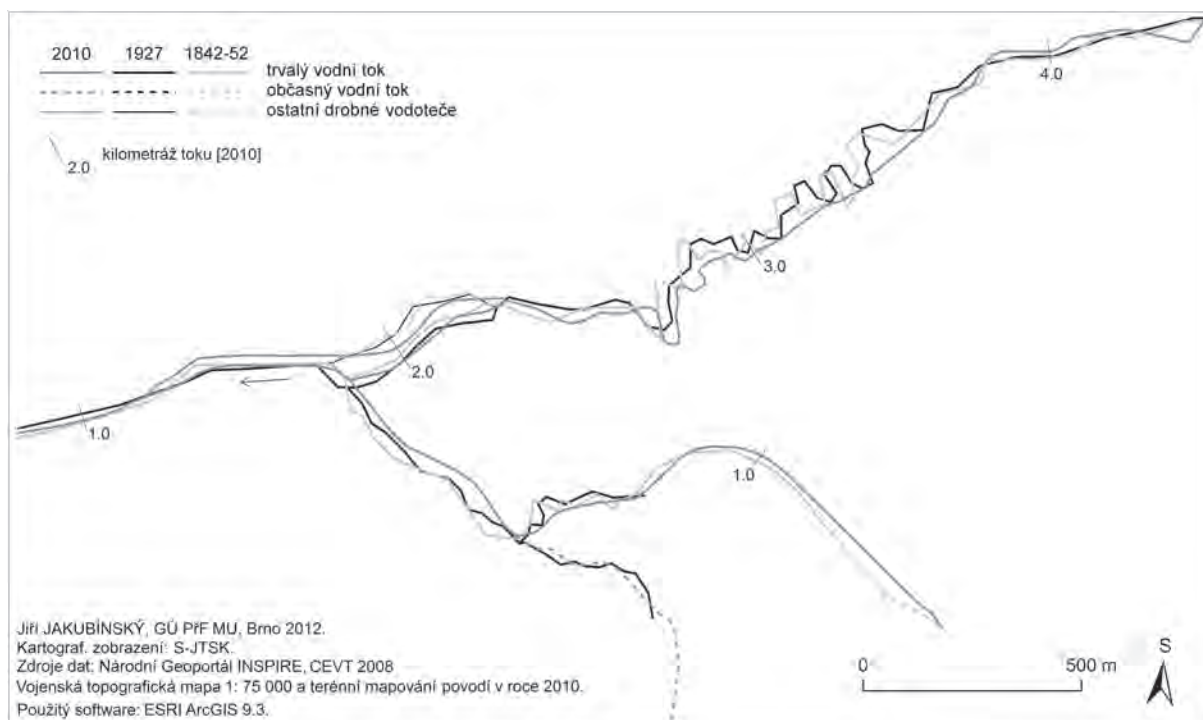 2010 1927 1842-52
trvalý vodní tok
občasný vodní tok
ostatní drobné vodoteče
2.0 kilometráž toku [2010]
4.0
3.0
2.0
1.0
1.0
Jiří JAKUBÍNSKÝ, GÚ PřF MU, Brno 2012.
Kartograf. zobrazení: S-JTSK.
Zdroje dat: Národní Geoportál INSPIRE, CEVT 2008
Vojenská topografická mapa 1: 75 000 a terénní mapování povodí v roce 2010.
Použitý software: ESRI ArcGIS 9.3.
0 500 m
S